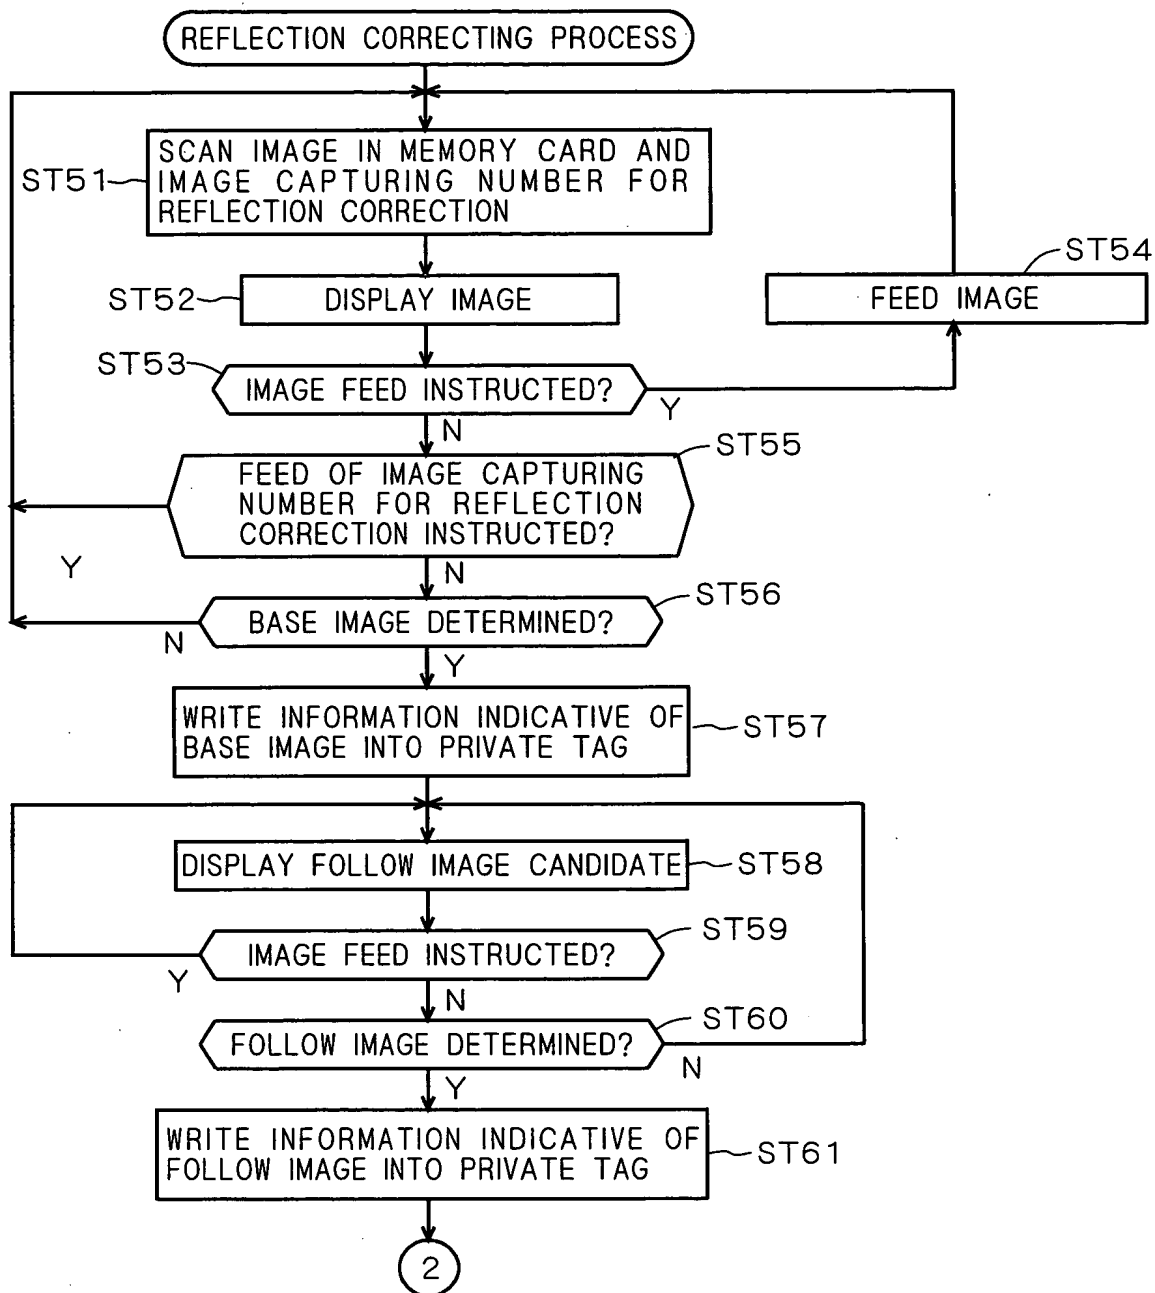 REFLECTION CORRECTING PROCESS
SCAN IMAGE IN MEMORY CARD AND
IMAGE CAPTURING NUMBER FOR
REFLECTION CORRECTION
ST51
ST54
FEED IMAGE
ST52
DISPLAY IMAGE
ST53
IMAGE FEED INSTRUCTED?
Y
N
ST55
FEED OF IMAGE CAPTURING
NUMBER FOR REFLECTION
CORRECTION INSTRUCTED?
Y
N
ST56
BASE IMAGE DETERMINED?
N
Y
WRITE INFORMATION INDICATIVE OF
BASE IMAGE INTO PRIVATE TAG
ST57
DISPLAY FOLLOW IMAGE CANDIDATE
ST58
ST59
IMAGE FEED INSTRUCTED?
Y
N
ST60
FOLLOW IMAGE DETERMINED?
N
Y
WRITE INFORMATION INDICATIVE OF
FOLLOW IMAGE INTO PRIVATE TAG
ST61
2